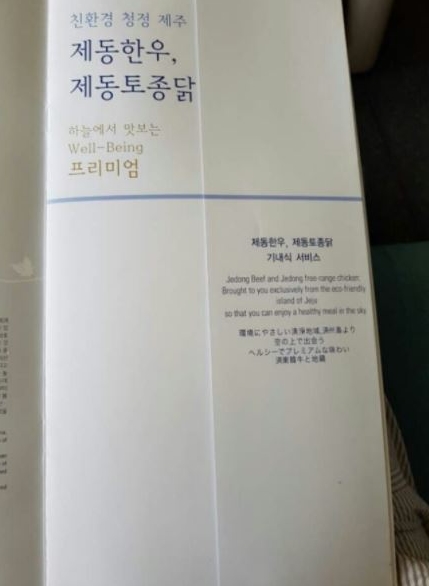 친환경 청정 제주
제동한우,
제동토종닭
하늘에서 맛보는
Well-Being
프리미엄
제동한우, 제동토종닭
기내식 서비스
Jedong Beef and Jedong free-range chicken:
Brought to you exclusively from the eco-friendly
island of Jeju
so that you can enjoy a healthy meal in the sky
環境にやさしい清浄地域、済州島より
空の上で出会う
ヘルシーでプレミアムな味わい
済東韓牛と地鶏